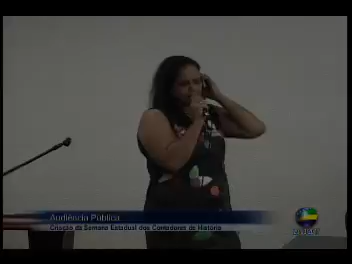 Audiência Pública
Criação da Semana Estadual dos Contadores de História